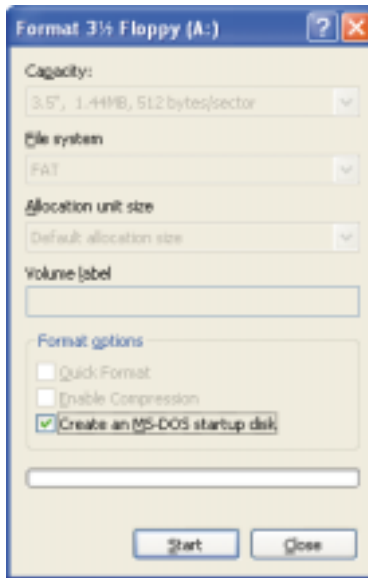 Format 3½ Floppy (A:)
Capacity:
3.5", 1.44MB, 512 bytes/sector
File system
FAT
Allocation unit size
Default allocation size
Volume label
Format options
Quick Format
Enable Compression
Create an MS-DOS startup disk
Start
Close